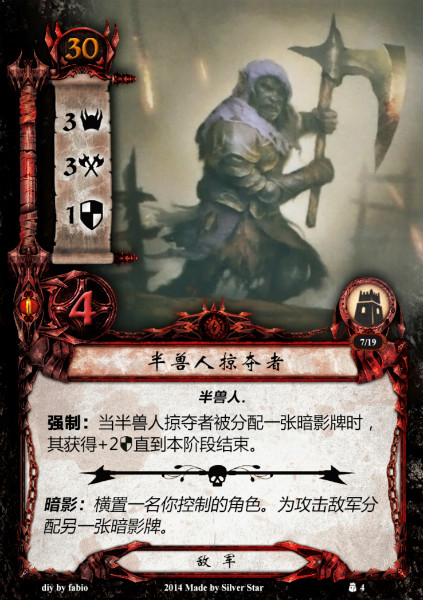 30
3
3
1
4
7/19
半兽人掠夺者
半兽人.
强制：当半兽人掠夺者被分配一张暗影牌时，
其获得+2直到本阶段结束。
暗影：横置一名你控制的角色。为攻击敌军分
配另一张暗影牌。
敌军
diy by fabio
2014 Made by Silver Star
4